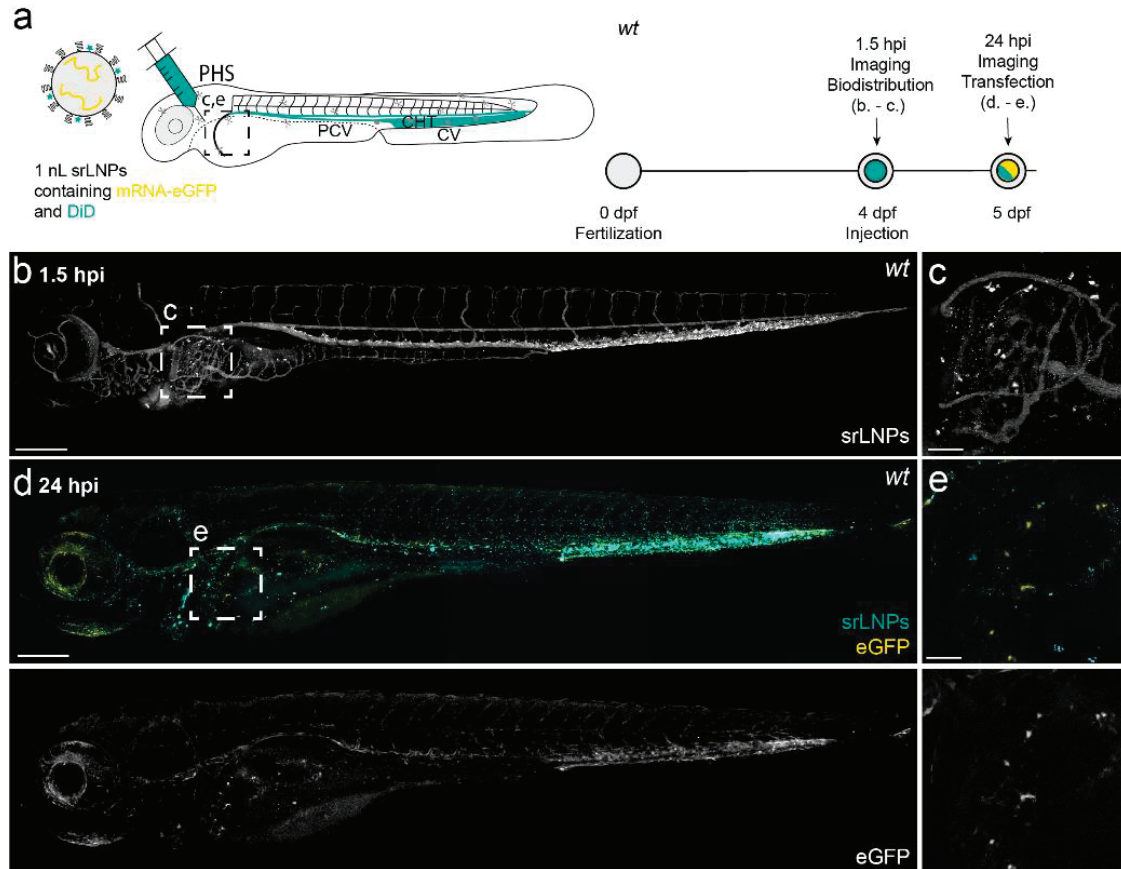 a
wt
PHS
c,e
CHT
PCV
CV
1 nL srLNPs
containing mRNA-eGFP
and DiD
1.5 hpi
Imaging
Biodistribution
(b. - c.)
24 hpi
Imaging
Transfection
(d. - e.)
0 dpf
Fertilization
4 dpf
Injection
5 dpf
b 1.5 hpi
wt
c
srLNPs
c
d 24 hpi
wt
e
srLNPs
eGFP
e
eGFP